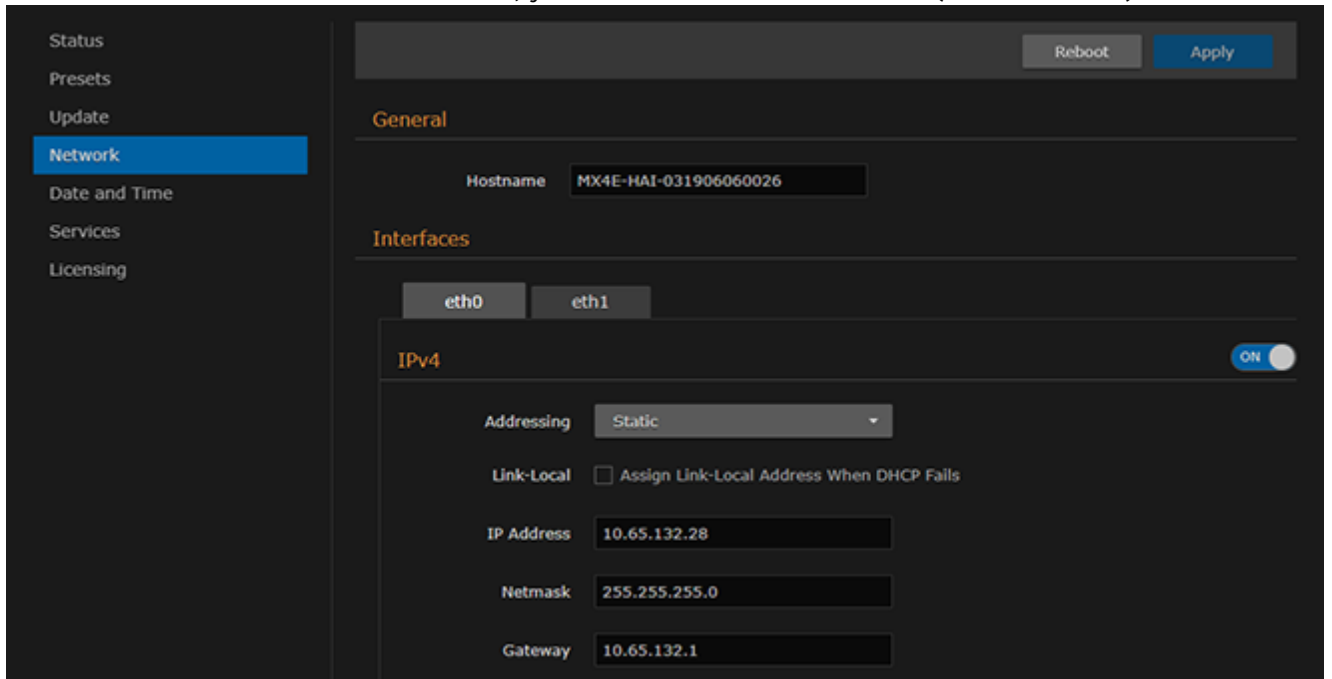 Status
Presets
Update
Network
Date and Time
Services
Licensing
Reboot Apply
General
Hostname MX4E-HAI-031906060026
Interfaces
eth0 eth1
IPv4 ON
Addressing Static
Link-Local Assign Link-Local Address When DHCP Fails
IP Address 10.65.132.28
Netmask 255.255.255.0
Gateway 10.65.132.1